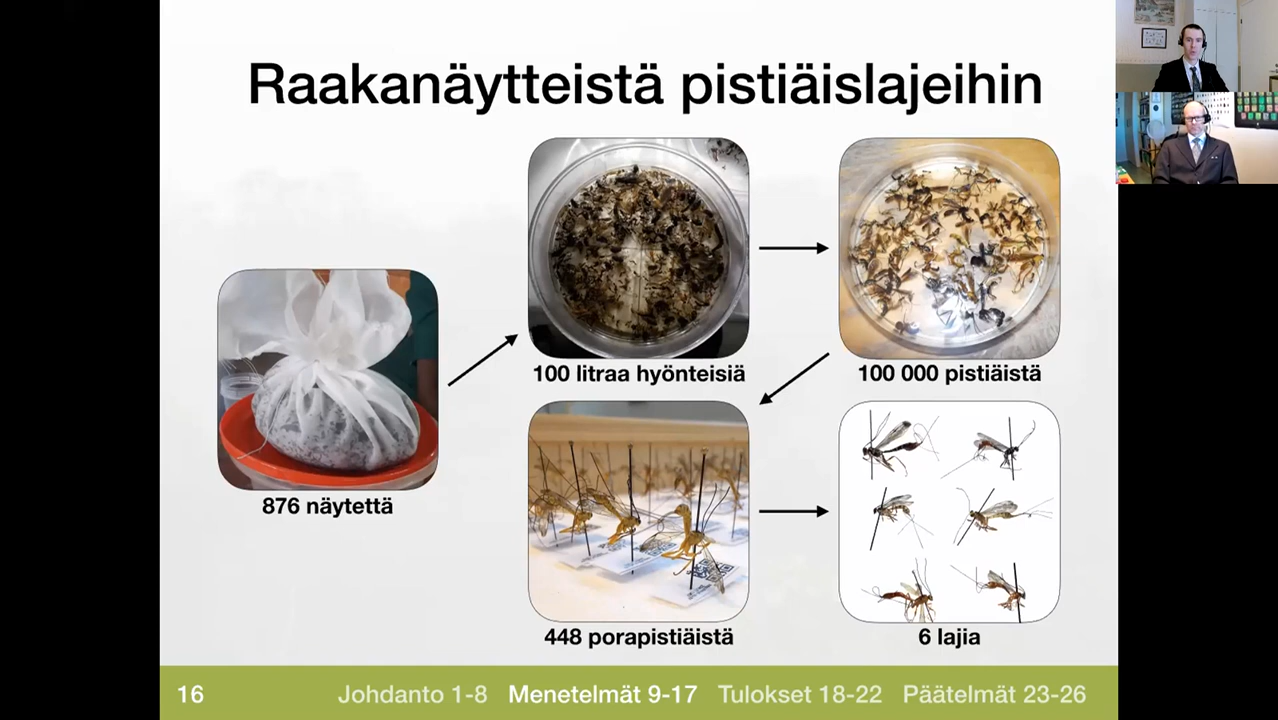 Raakanäytteistä pistiäislajeihin
876 näytettä
100 litraa hyönteisiä
100 000 pistiäistä
448 porapistiäistä
6 lajia
16 Johdanto 1-8 Menetelmät 9-17 Tulokset 18-22 Päätelmät 23-26